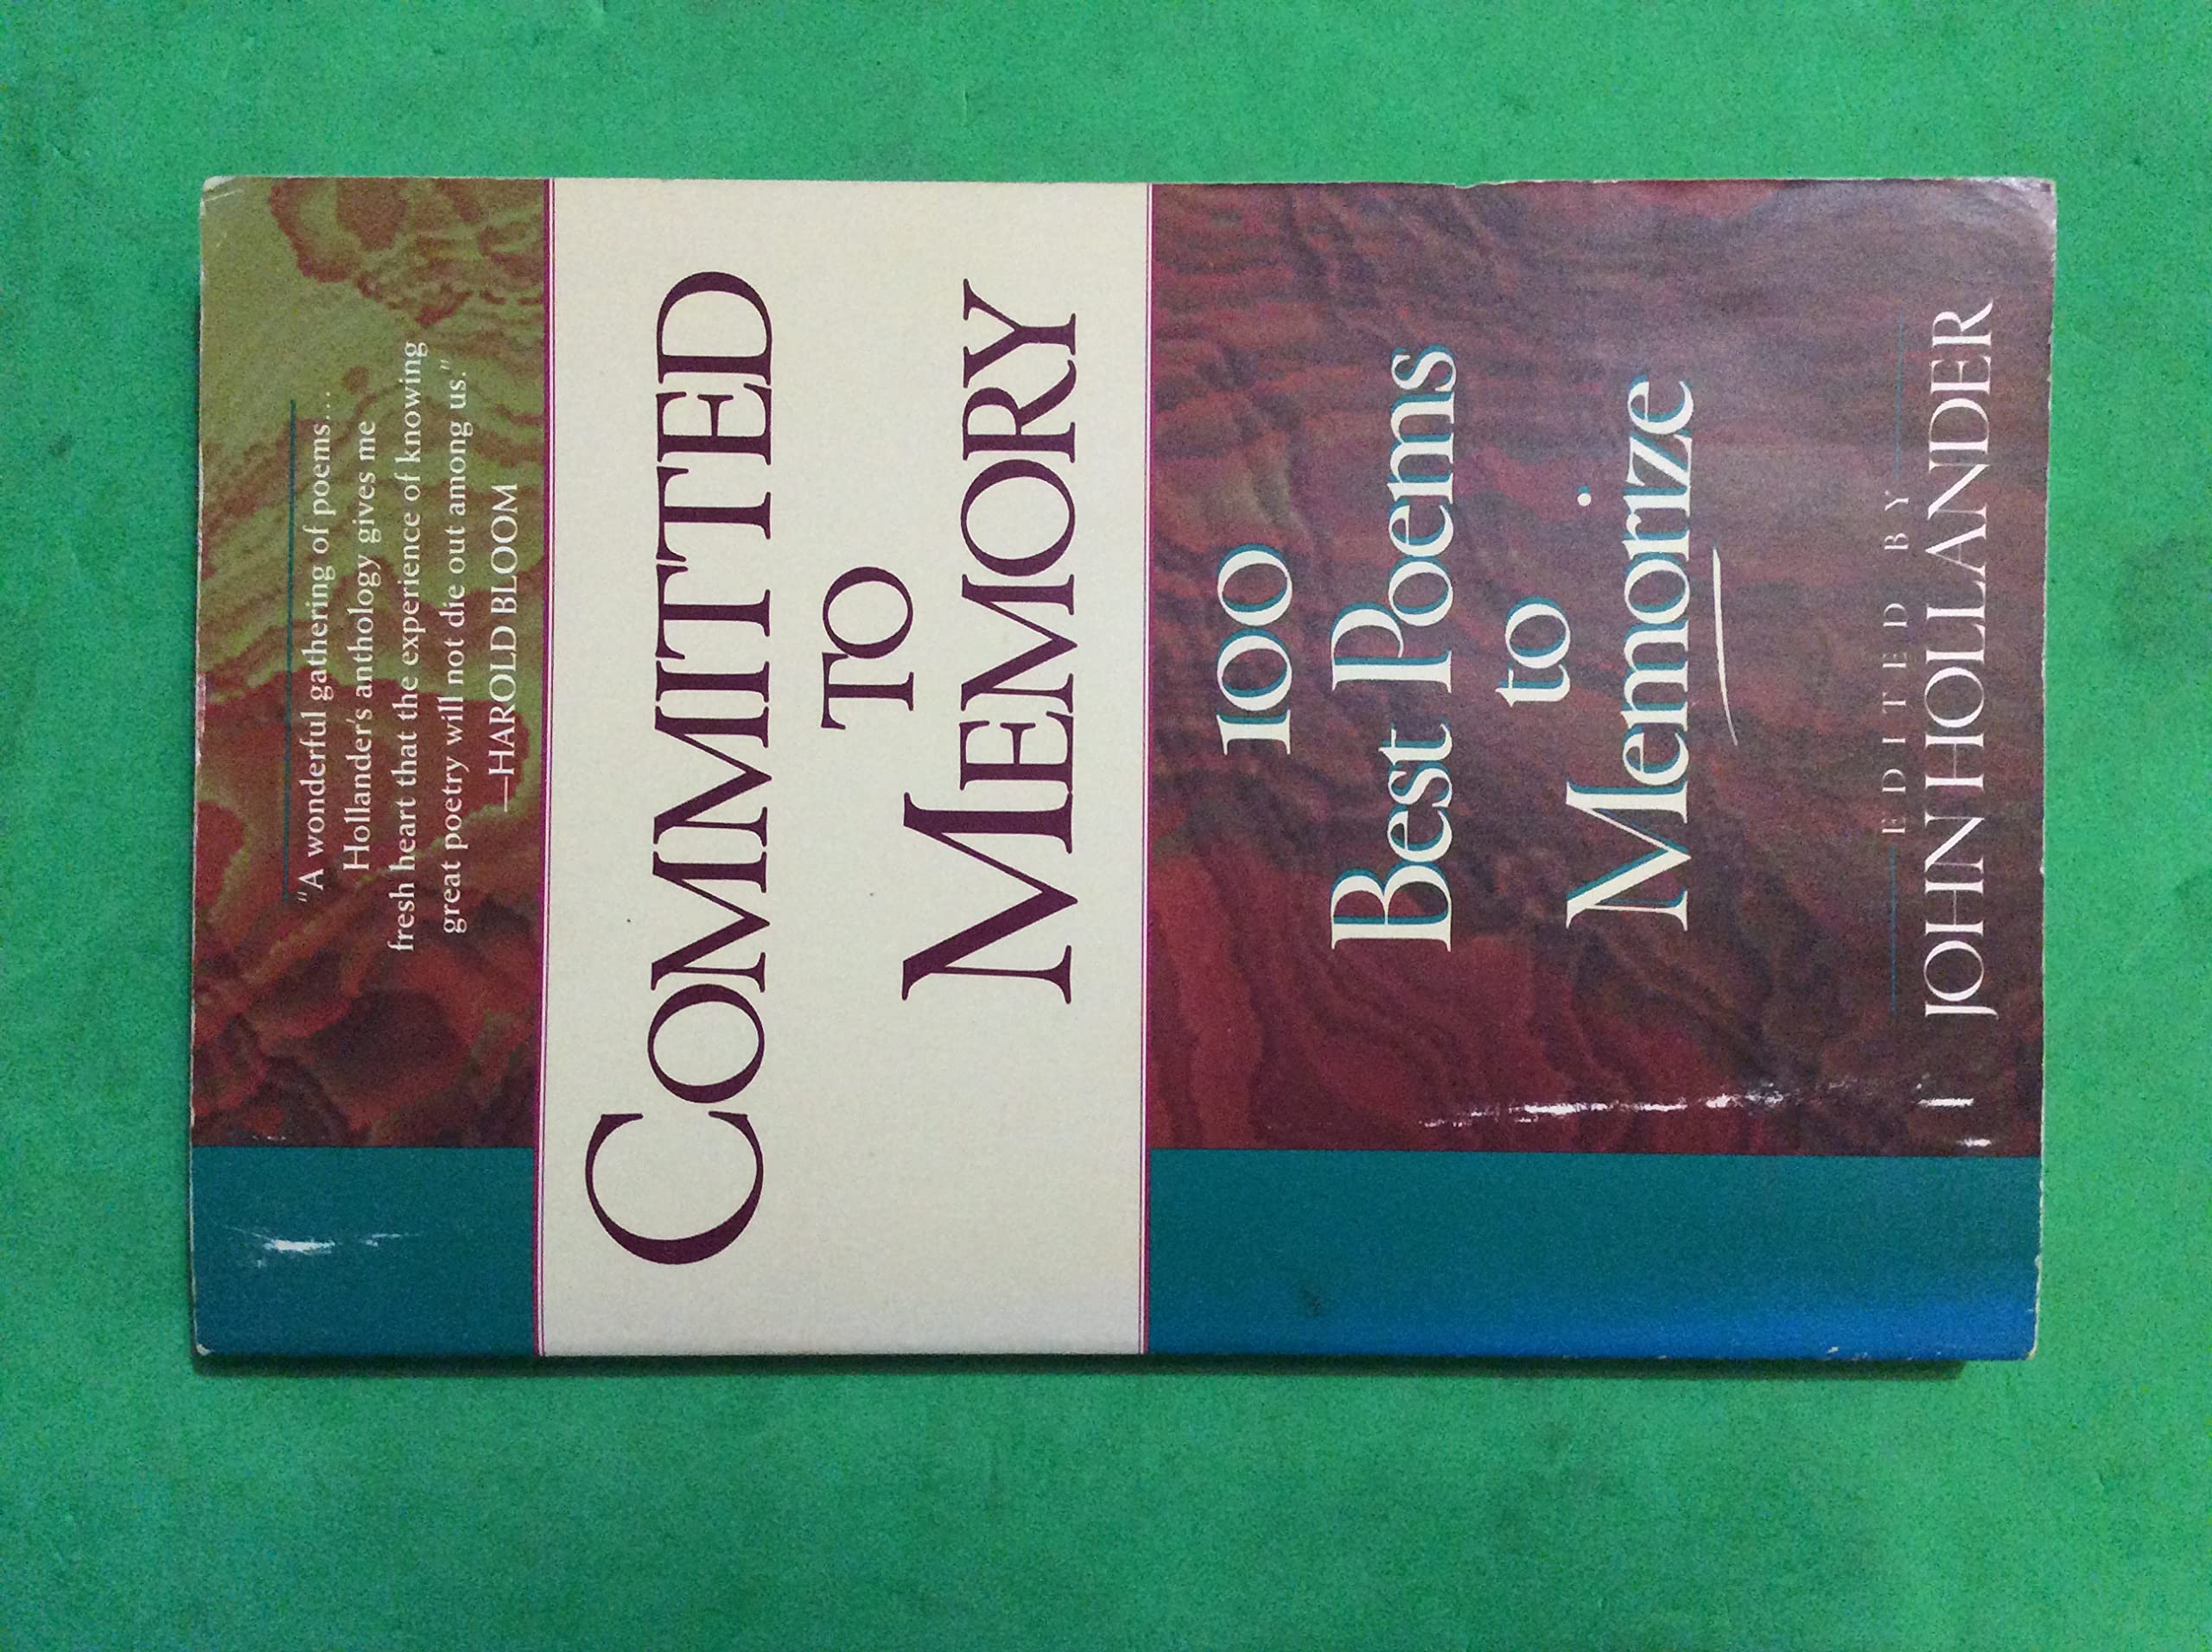 "A wonderful gathering of poems...
Hollander's anthology gives me
fresh heart that the experience of knowing
great poetry will not die out among us."
—HAROLD BLOOM
COMMITTED
TO
MEMORY
100
Best Poems
to
Memorize
EDITED BY
JOHN HOLLANDER